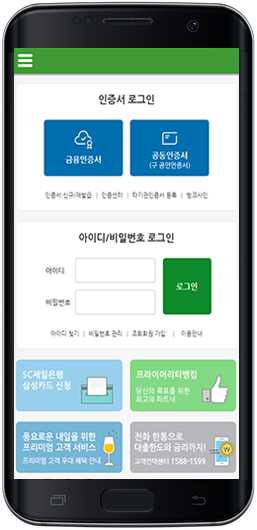 인증서 로그인
금융인증서
공동인증서
(구 공인인증서)
인증서 신규/재발급 | 인증센터 | 타기관인증서 등록 | 뱅크사인
아이디/비밀번호 로그인
아이디
비밀번호
로그인
아이디 찾기 | 비밀번호 관리 | 조회회원 가입 | 이용안내
SC제일은행
삼성카드 신청
프라이어리티뱅킹
당신의 목표를 위한
최고의 파트너
풍요로운 내일을 위한
프리미엄 고객 서비스
프리미엄 고객 우대 혜택 안내
전화 한통으로
대출한도와 금리까지!
고객컨택센터 1588-1599